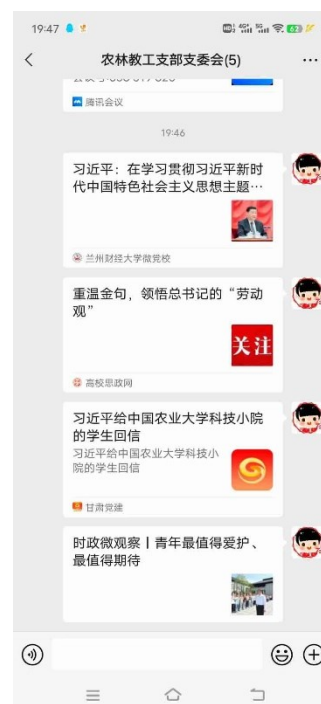 19:47
62
农林教工支部支委会(5)
腾讯会议
19:46
习近平：在学习贯彻习近平新时
代中国特色社会主义思想主题…
兰州财经大学微党校
重温金句，领悟总书记的“劳动
观”
关注
高校思政网
习近平给中国农业大学科技小院
的学生回信
习近平给中国农业大学科技小
院的学生回信
甘肃党建
时政微观察丨青年最值得爱护、
最值得期待